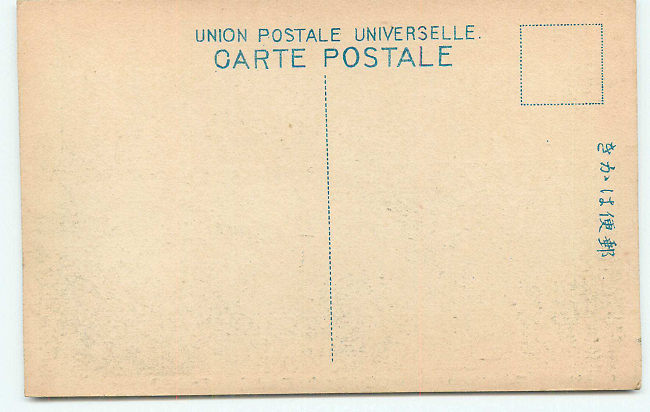 UNION POSTALE UNIVERSELLE.
CARTE POSTALE
きかは便郵